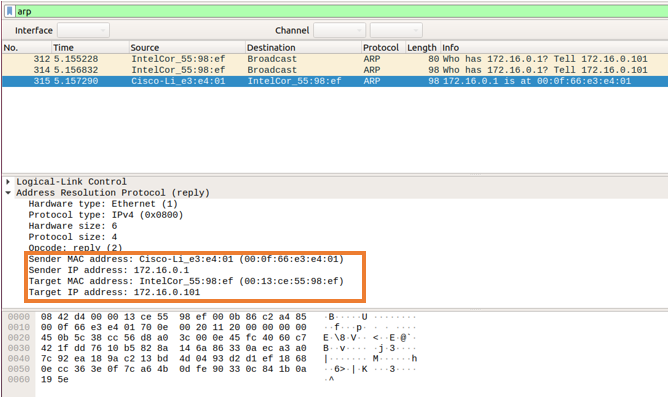 arp
Interface Channel
No. Time Source Destination Protocol Length Info
312 5.155228 IntelCor_55:98:ef Broadcast ARP 80 Who has 172.16.0.1? Tell 172.16.0.101
314 5.156832 IntelCor_55:98:ef Broadcast ARP 98 Who has 172.16.0.1? Tell 172.16.0.101
315 5.157290 Cisco-Li_e3:e4:01 IntelCor_55:98:ef ARP 98 172.16.0.1 is at 00:0f:66:e3:e4:01
Logical-Link Control
Address Resolution Protocol (reply)
Hardware type: Ethernet (1)
Protocol type: IPv4 (0x0800)
Hardware size: 6
Protocol size: 4
Opcode: reply (2)
Sender MAC address: Cisco-Li_e3:e4:01 (00:0f:66:e3:e4:01)
Sender IP address: 172.16.0.1
Target MAC address: IntelCor_55:98:ef (00:13:ce:55:98:ef)
Target IP address: 172.16.0.101
0000 08 42 d4 00 00 13 ce 55 98 ef 00 0b 86 c2 a4 85 ·B·····U ········
0010 00 0f 66 e3 e4 01 70 0e 00 20 11 20 00 00 00 00 ··f···p· · · ····
0020 45 0b 5c 38 cc 56 d8 a0 3c 00 0e 45 fc 40 60 c7 E·\8·V·· <··E·@`·
0030 42 1f dd 76 10 b5 82 8a 14 6a 86 33 0a ec a3 a0 B··v···· ·j·3····
0040 7c 92 ea 18 9a c2 13 bd 4d 04 93 d2 d1 ef 18 68 |······· M······h
0050 0e cc 36 3e 0f 7c a6 4b 0d fe 90 33 0c 84 1b 0a ··6>·|·K ···3····
0060 19 5e ·^